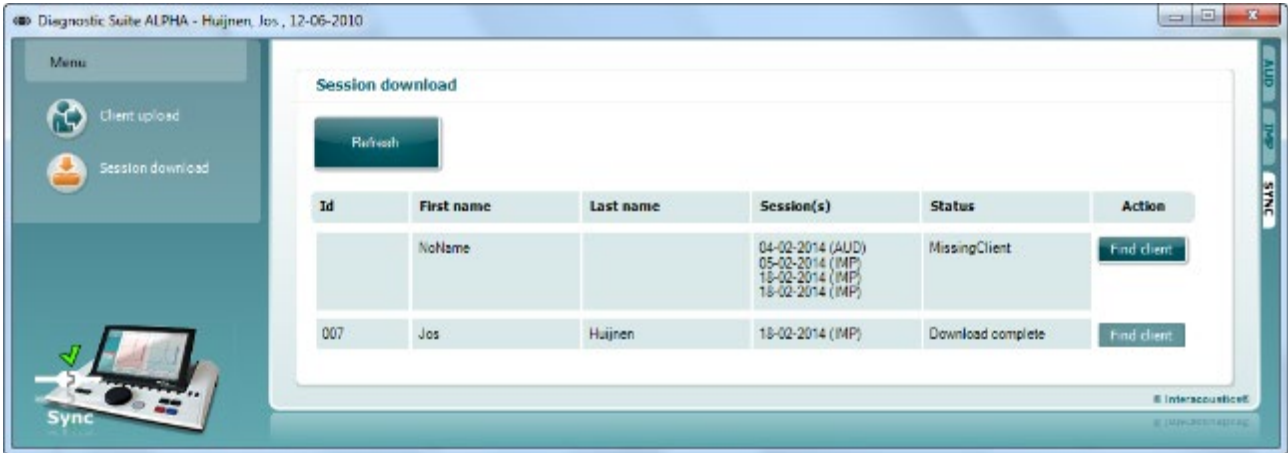 Diagnostic Suite ALPHA - Huijnen, Jos , 12-06-2010
Menu
Client upload
Session download
Sync
Session download
Refresh
Id First name Last name Session(s) Status Action
NoName 04-02-2014 (AUD) MissingClient Find client
05-02-2014 (IMP)
18-02-2014 (IMP)
18-02-2014 (IMP)
007 Jos Huijnen 18-02-2014 (IMP) Download complete Find client
® Interacoustics®
AUD
IMP
SYNC